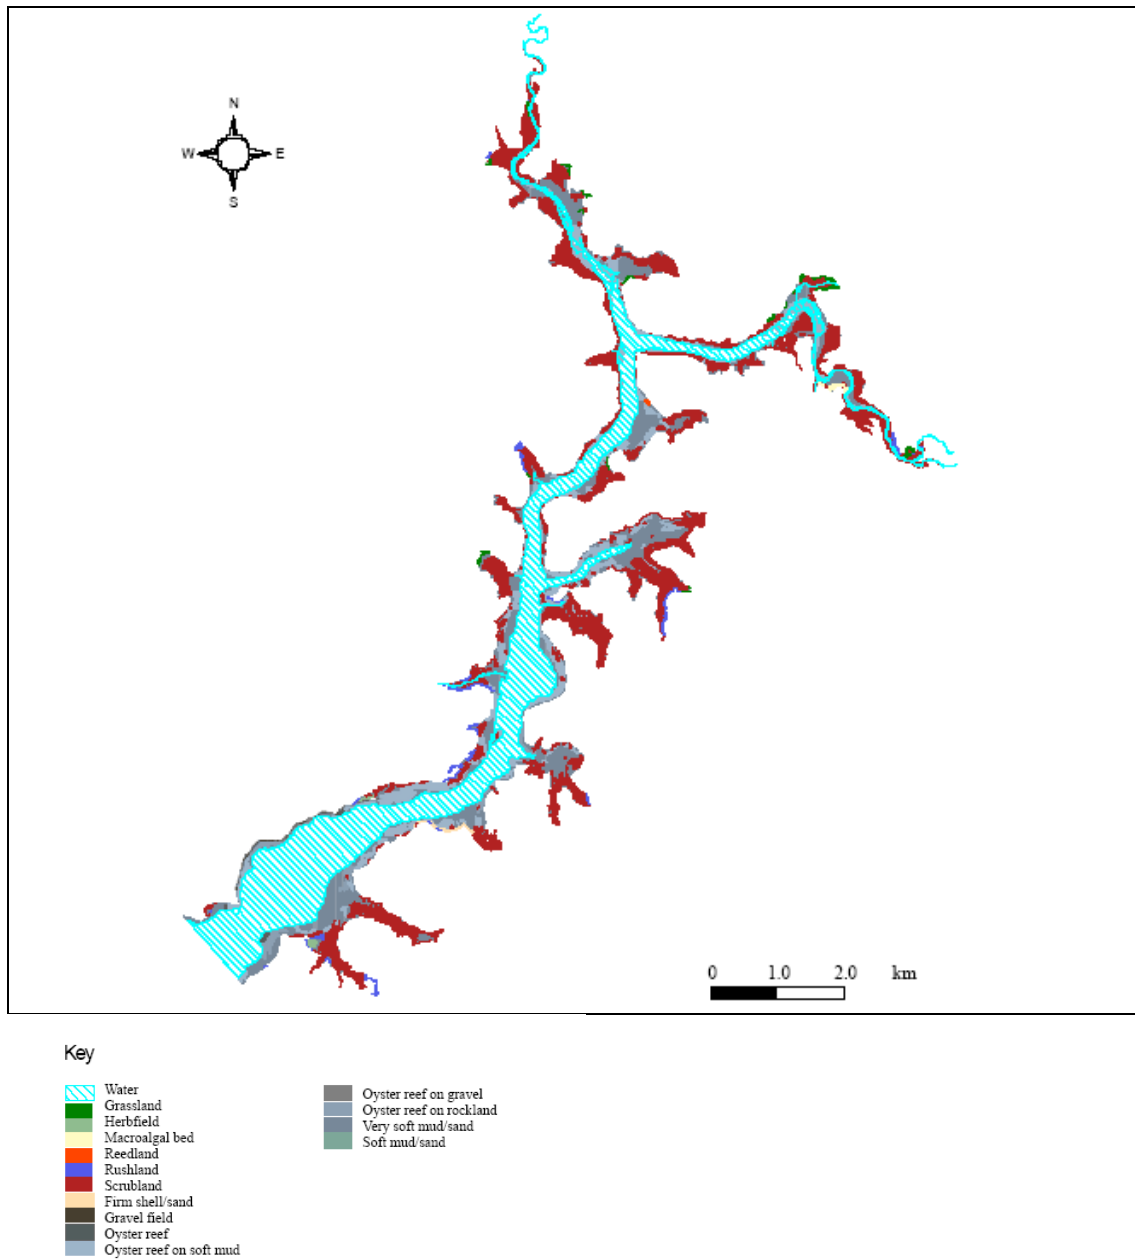 N
W E
S
0 1.0 2.0 km
Key
Water
Grassland
Herbfield
Macroalgal bed
Reedland
Rushland
Scrubland
Firm shell/sand
Gravel field
Oyster reef
Oyster reef on soft mud
Oyster reef on gravel
Oyster reef on rockland
Very soft mud/sand
Soft mud/sand